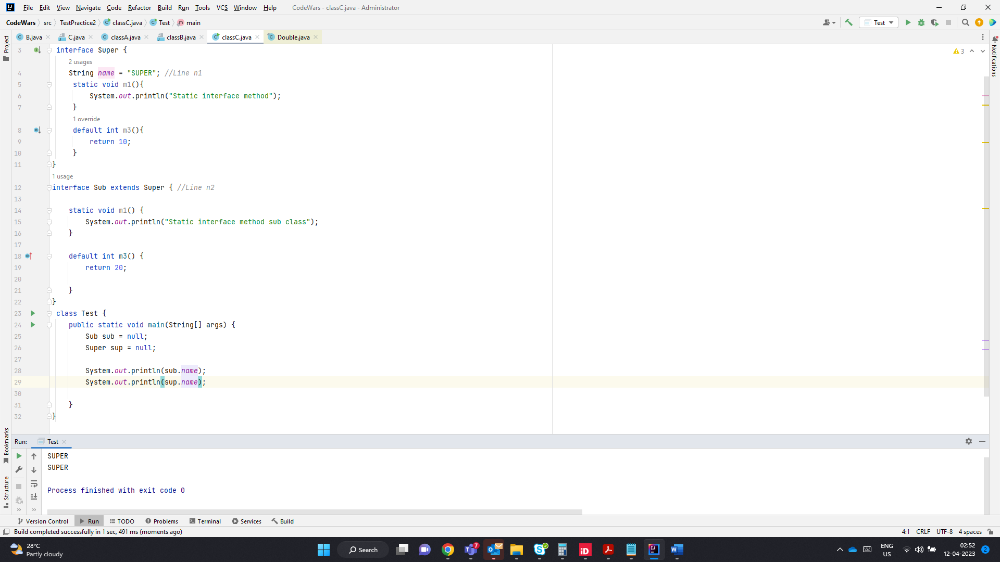 File Edit View Navigate Code Refactor Build Run Tools VCS Window Help CodeWars - classC.java - Administrator
CodeWars src TestPractice2 classC.java Test main Test
B.java C.java classA.java classB.java classC.java Double.java
Project
Notifications
3 interface Super { 3
2 usages
4 String name = "SUPER"; //Line n1
5 static void m1(){
6 System.out.println("Static interface method");
7 }
1 override
8 default int m3(){
9 return 10;
10 }
11 }
1 usage
12 interface Sub extends Super { //Line n2
13
14 static void m1() {
15 System.out.println("Static interface method sub class");
16 }
17
18 default int m3() {
19 return 20;
20
21 }
22 }
23 class Test {
24 public static void main(String[] args) {
25 Sub sub = null;
26 Super sup = null;
27
28 System.out.println(sub.name);
29 System.out.println(sup.name);
30
31 }
32 }
Bookmarks
Structure
Run: Test
SUPER
SUPER
Process finished with exit code 0
Version Control Run TODO Problems Terminal Services Build
Build completed successfully in 1 sec, 491 ms (moments ago) 4:1 CRLF UTF-8 4 spaces
28°C
Partly cloudy
Search
7
iD
ENG
US
02:52
12-04-2023
2